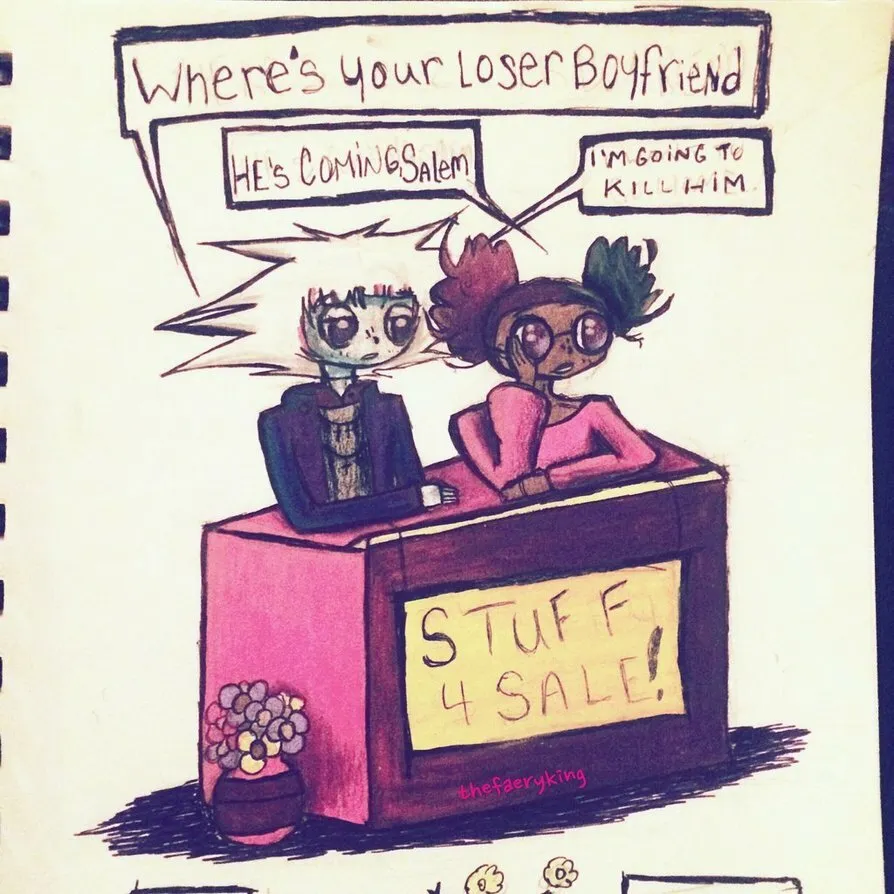 Where's your Loser Boyfriend
HE's COMiNG, Salem
I'M GOING TO
KILL HiM.
STUFF
4 SALE!
thefaeryking